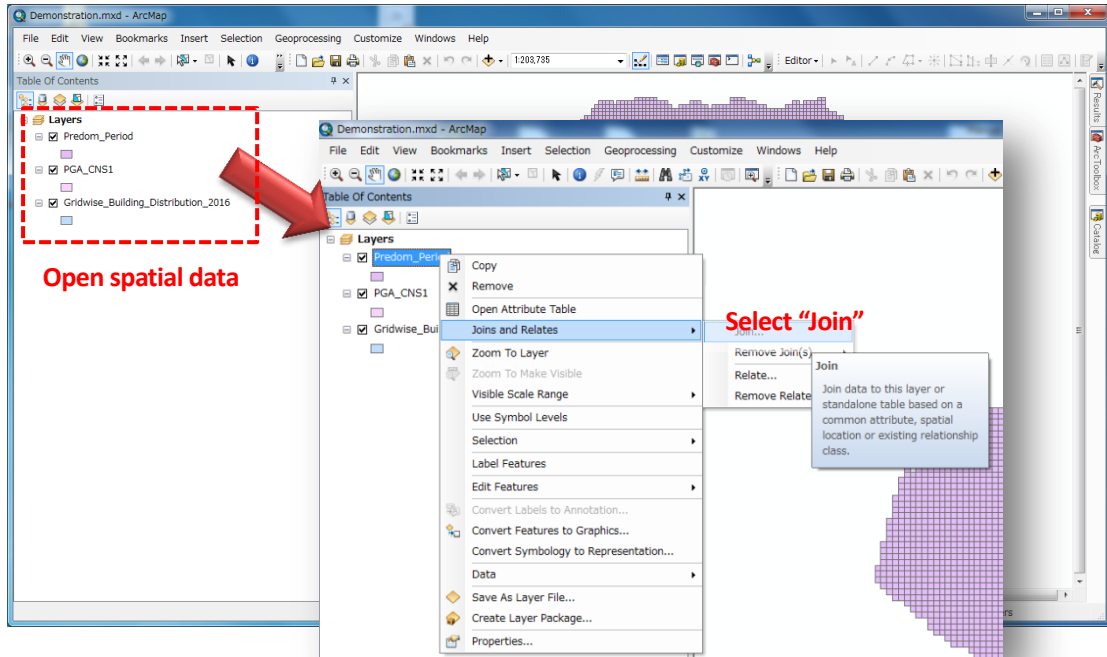 Demonstration.mxd - ArcMap
File Edit View Bookmarks Insert Selection Geoprocessing Customize Windows Help
1:203,735
Editor
Table Of Contents
Layers
Predom_Period
PGA_CNS1
Gridwise_Building_Distribution_2016
Open spatial data
Results
ArcToolbox
Catalog
Demonstration.mxd - ArcMap
File Edit View Bookmarks Insert Selection Geoprocessing Customize Windows Help
Table Of Contents
Layers
Predom_Peri
PGA_CNS1
Gridwise_Bui
Copy
Remove
Open Attribute Table
Joins and Relates
Zoom To Layer
Zoom To Make Visible
Visible Scale Range
Use Symbol Levels
Selection
Label Features
Edit Features
Convert Labels to Annotation...
Convert Features to Graphics...
Convert Symbology to Representation...
Data
Save As Layer File...
Create Layer Package...
Properties...
Select “Join”
Join...
Remove Join(s)
Relate...
Remove Relate
Join
Join data to this layer or
standalone table based on a
common attribute, spatial
location or existing relationship
class.